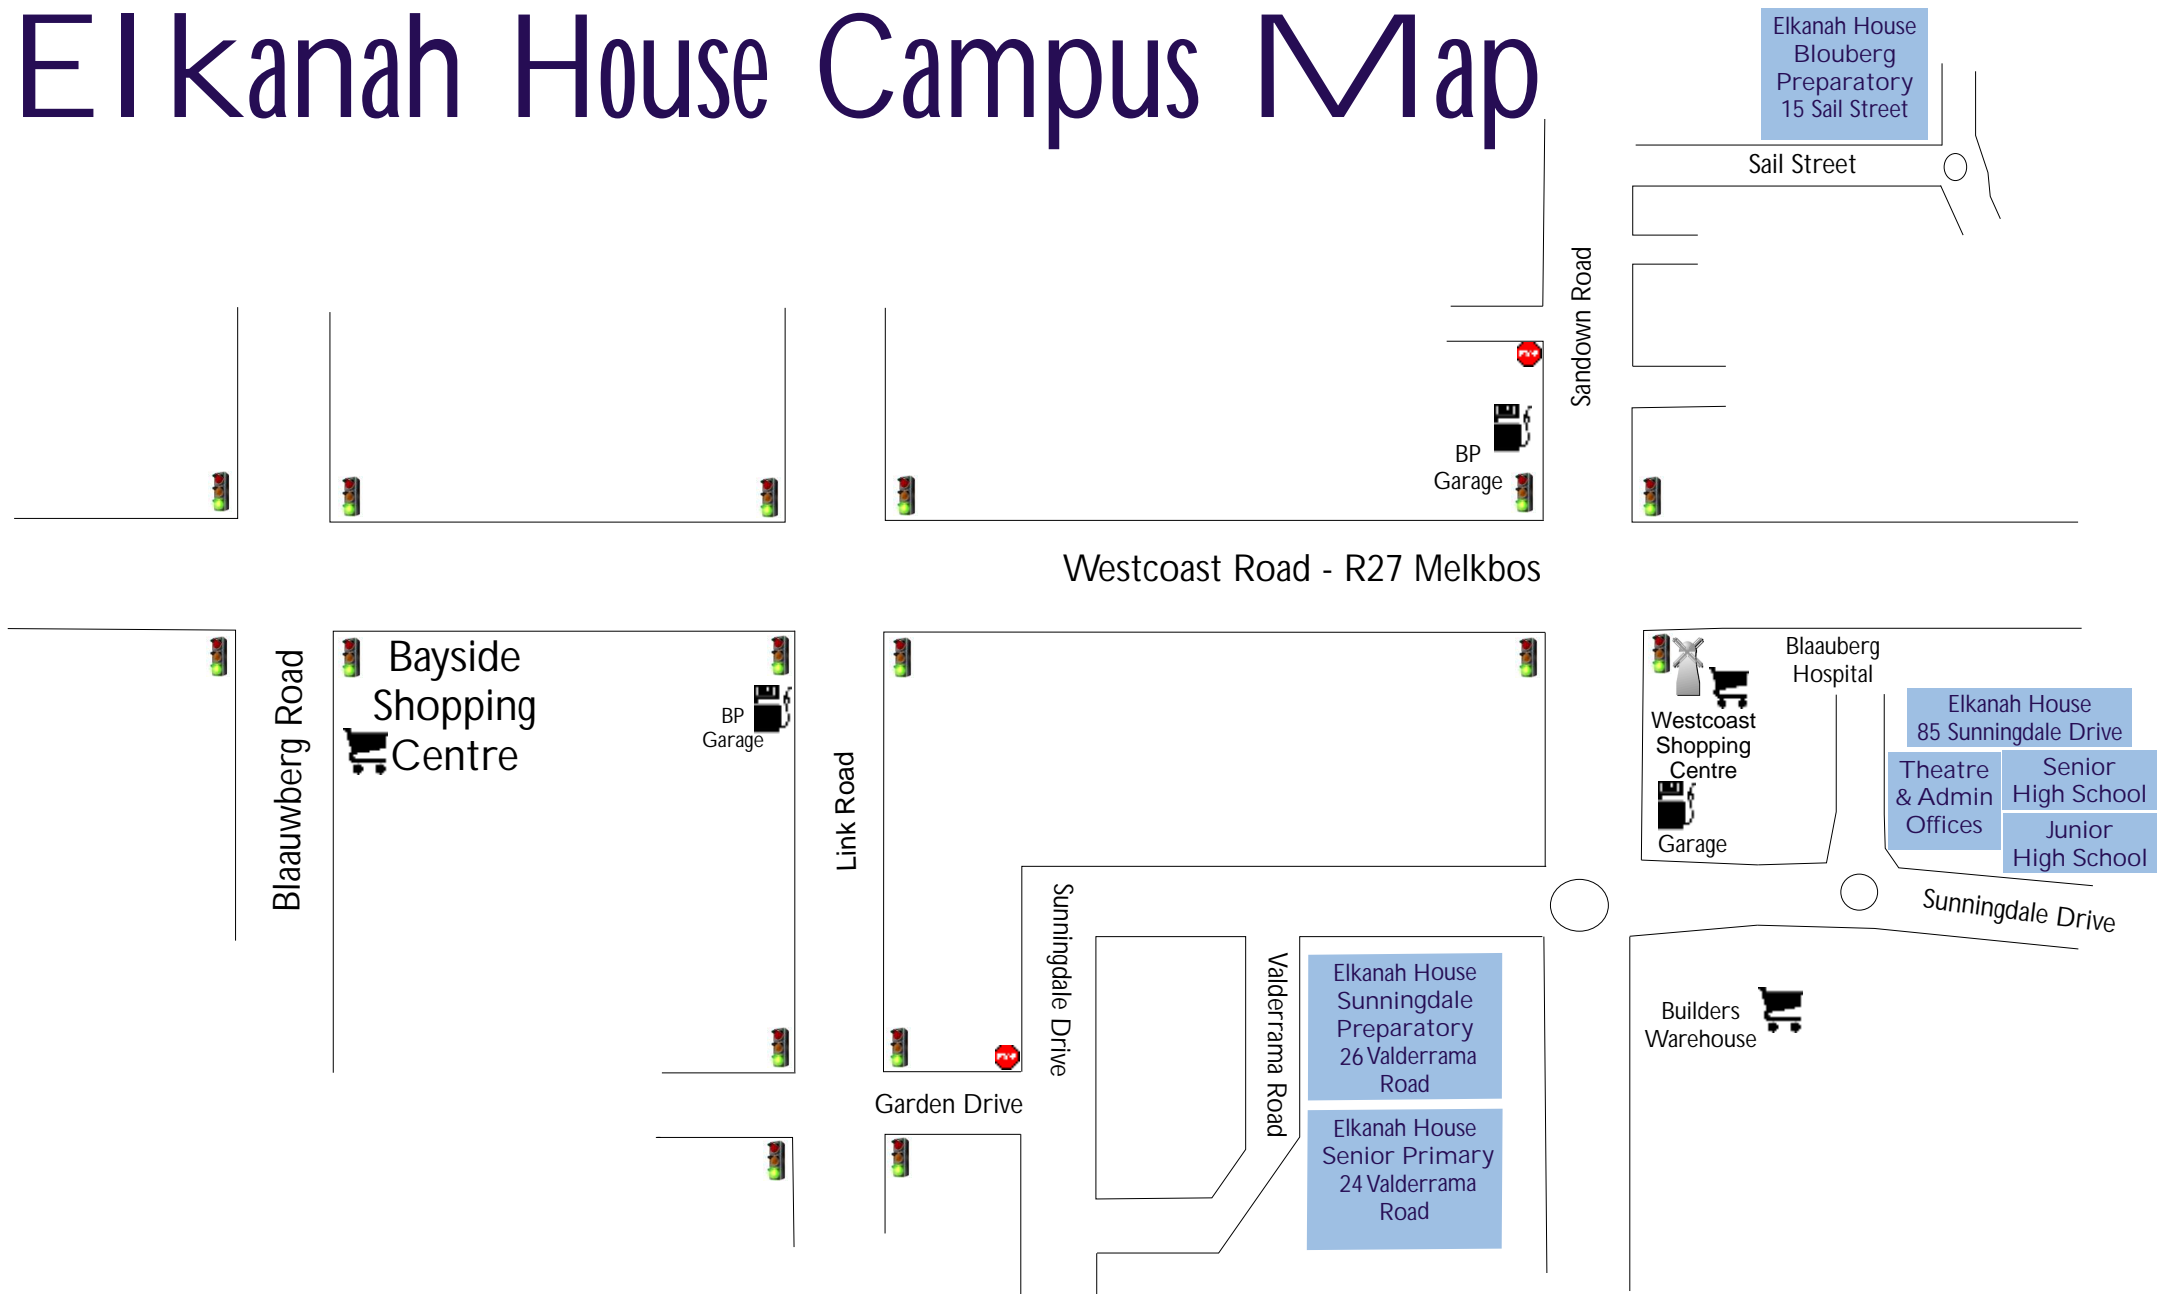 Elkanah House Campus Map
Elkanah House
Blouberg
Preparatory
15 Sail Street
Sail Street
Sandown Road
BP
Garage
Westcoast Road - R27 Melkbos
Blaauwberg Road
Bayside
Shopping
Centre
BP
Garage
Link Road
Blaauberg
Hospital
Westcoast
Shopping
Centre
Garage
Elkanah House
85 Sunningdale Drive
Theatre
& Admin
Offices
Senior
High School
Junior
High School
Sunningdale Drive
Sunningdale Drive
Valderrama Road
Elkanah House
Sunningdale
Preparatory
26 Valderrama
Road
Builders
Warehouse
Garden Drive
Elkanah House
Senior Primary
24 Valderrama
Road